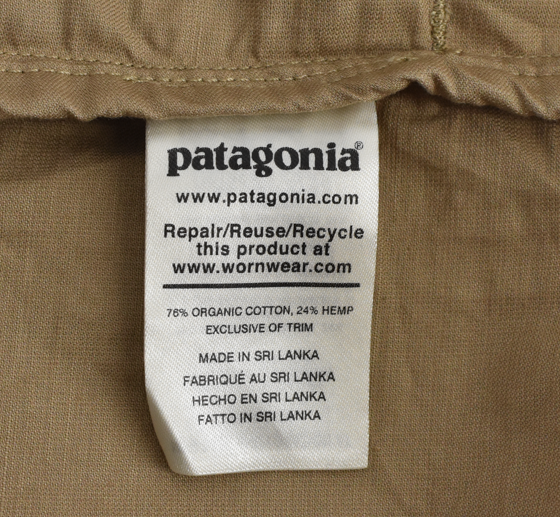 patagonia®
www.patagonia.com
Repair/Reuse/Recycle
this product at
www.wornwear.com
76% ORGANIC COTTON, 24% HEMP
EXCLUSIVE OF TRIM
MADE IN SRI LANKA
FABRIQUÉ AU SRI LANKA
HECHO EN SRI LANKA
FATTO IN SRI LANKA